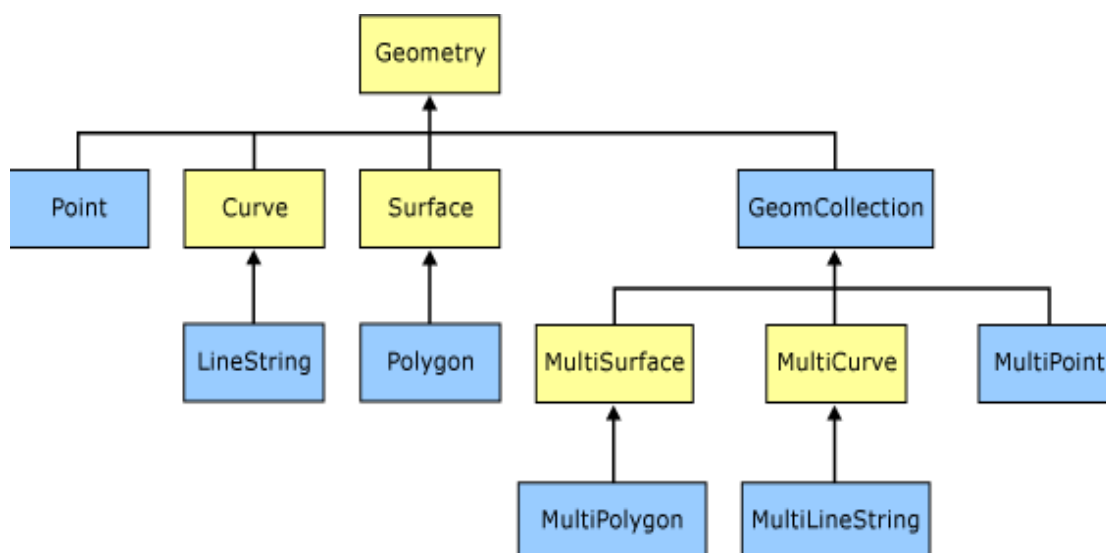 Geometry
Point
Curve
Surface
GeomCollection
LineString
Polygon
MultiSurface
MultiCurve
MultiPoint
MultiPolygon
MultiLineString